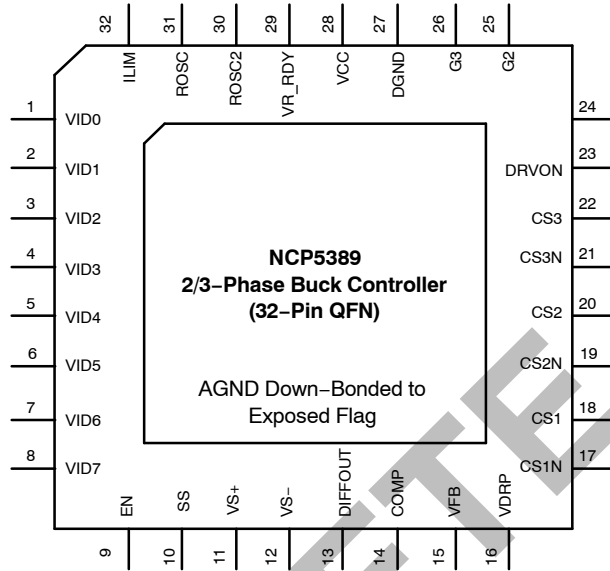 32 31 30 29 28 27 26 25
ILIM ROSC ROSC2 VR_RDY VCC DGND G3 G2
1 VID0 24
2 VID1 DRVON 23
3 VID2 CS3 22
4 VID3 CS3N 21
5 VID4 CS2 20
6 VID5 CS2N 19
7 VID6 CS1 18
8 VID7 CS1N 17
NCP5389
2/3−Phase Buck Controller
(32−Pin QFN)
AGND Down−Bonded to
Exposed Flag
EN SS VS+ VS− DIFFOUT COMP VFB VDRP
9 10 11 12 13 14 15 16
ETE